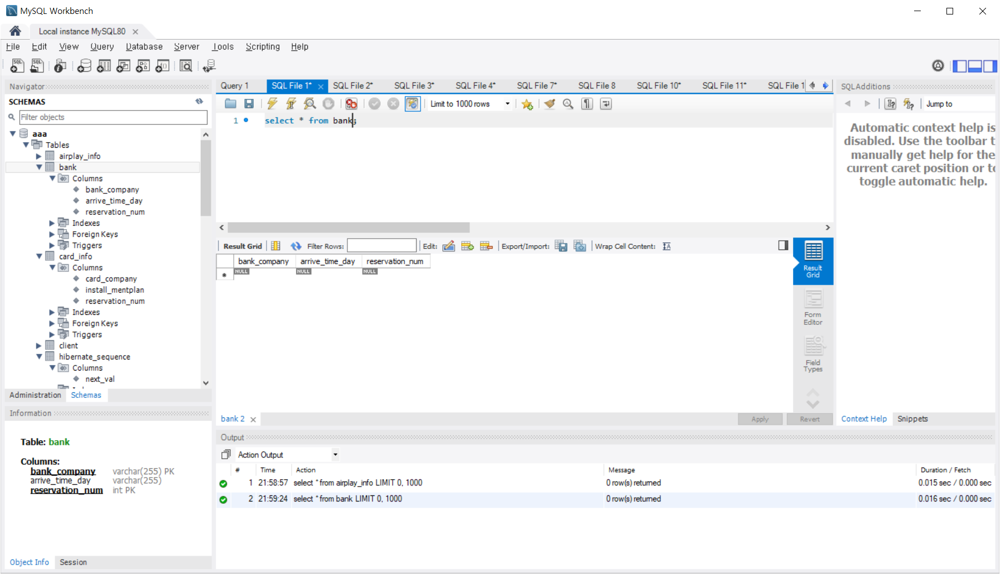 MySQL Workbench
Local instance MySQL80
File Edit View Query Database Server Tools Scripting Help
Navigator
SCHEMAS
Filter objects
aaa
Tables
airplay_info
bank
Columns
bank_company
arrive_time_day
reservation_num
Indexes
Foreign Keys
Triggers
card_info
Columns
card_company
install_mentplan
reservation_num
Indexes
Foreign Keys
Triggers
client
hibernate_sequence
Columns
next_val
Administration Schemas
Information
Table: bank
Columns:
bank_company varchar(255) PK
arrive_time_day varchar(255)
reservation_num int PK
Object Info Session
Query 1 SQL File 1* SQL File 2* SQL File 3* SQL File 4* SQL File 7* SQL File 8 SQL File 10* SQL File 11* SQL File 1
Limit to 1000 rows
1 select * from bank;
Result Grid Filter Rows: Edit: Export/Import: Wrap Cell Content:
bank_company arrive_time_day reservation_num
NULL NULL NULL
Result
Grid
Form
Editor
Field
Types
bank 2 Apply Revert
SQLAdditions
Jump to
Automatic context help is
disabled. Use the toolbar t
manually get help for the
current caret position or to
toggle automatic help.
Context Help Snippets
Output
Action Output
# Time Action Message Duration / Fetch
1 21:58:57 select * from airplay_info LIMIT 0, 1000 0 row(s) returned 0.015 sec / 0.000 sec
2 21:59:24 select * from bank LIMIT 0, 1000 0 row(s) returned 0.016 sec / 0.000 sec